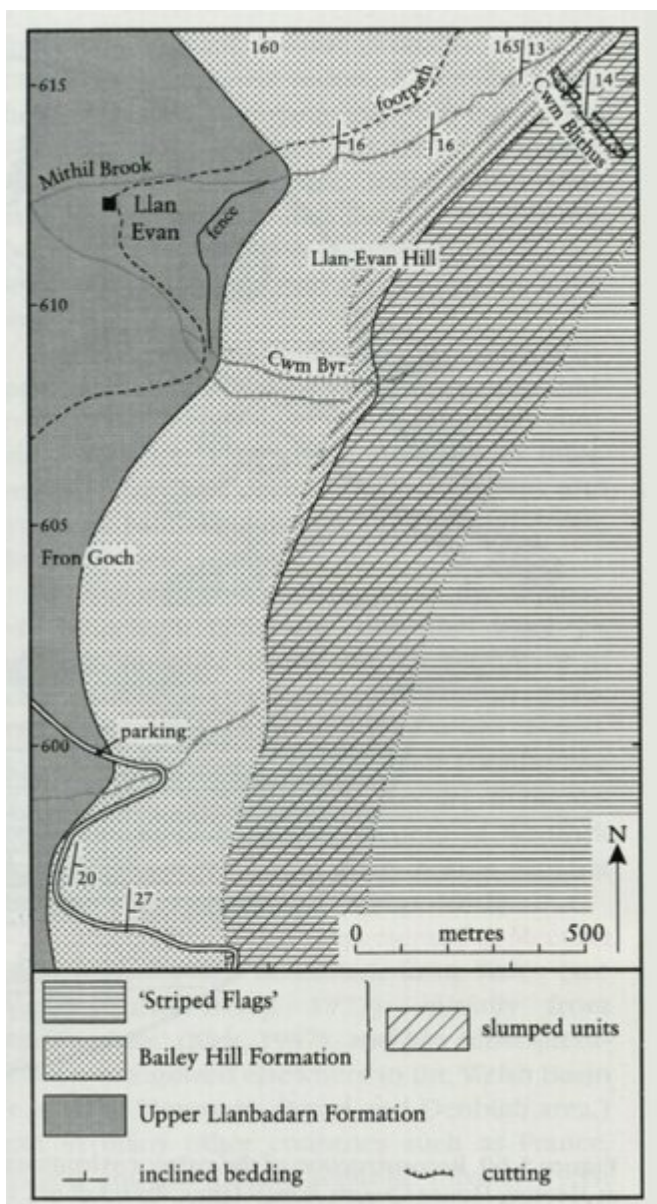 160
165
13
615
footpath
14
Cwm Blithus
16
16
Mithil Brook
Llan
Evan
fence
Llan-Evan Hill
610
Cwm Byr
605
Fron Goch
parking
600
20
27
N
0 metres 500
'Striped Flags'
slumped units
Bailey Hill Formation
Upper Llanbadarn Formation
inclined bedding
cutting